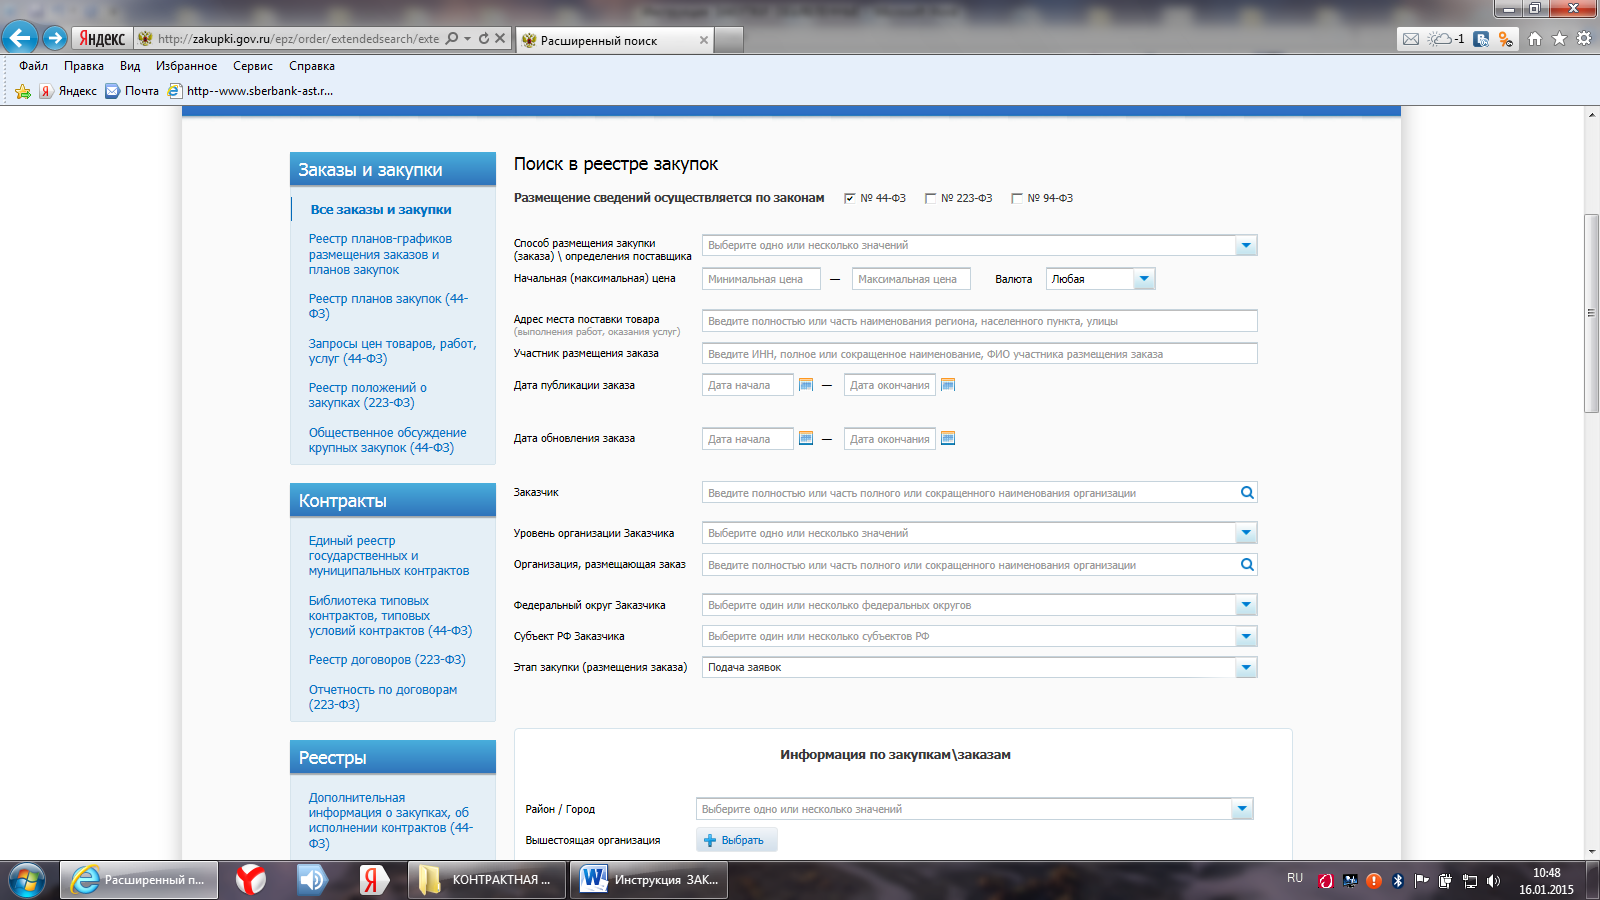 Яндекс
http://zakupki.gov.ru/epz/order/extendedsearch/exte
Расширенный поиск
-1
Файл Правка Вид Избранное Сервис Справка
Яндекс Почта http--www.sberbank-ast.r...
Заказы и закупки
Все заказы и закупки
Реестр планов-графиков
размещения заказов и
планов закупок
Реестр планов закупок (44-
ФЗ)
Запросы цен товаров, работ,
услуг (44-ФЗ)
Реестр положений о
закупках (223-ФЗ)
Общественное обсуждение
крупных закупок (44-ФЗ)
Контракты
Единый реестр
государственных и
муниципальных контрактов
Библиотека типовых
контрактов, типовых
условий контрактов (44-ФЗ)
Реестр договоров (223-ФЗ)
Отчетность по договорам
(223-ФЗ)
Реестры
Дополнительная
информация о закупках, об
исполнении контрактов (44-
ФЗ)
Поиск в реестре закупок
Размещение сведений осуществляется по законам № 44-ФЗ № 223-ФЗ № 94-ФЗ
Способ размещения закупки
(заказа) \ определения поставщика
Выберите одно или несколько значений
Начальная (максимальная) цена Минимальная цена — Максимальная цена Валюта Любая
Адрес места поставки товара
(выполнения работ, оказания услуг)
Введите полностью или часть наименования региона, населенного пункта, улицы
Участник размещения заказа Введите ИНН, полное или сокращенное наименование, ФИО участника размещения заказа
Дата публикации заказа Дата начала — Дата окончания
Дата обновления заказа Дата начала — Дата окончания
Заказчик Введите полностью или часть полного или сокращенного наименования организации
Уровень организации Заказчика Выберите одно или несколько значений
Организация, размещающая заказ Введите полностью или часть полного или сокращенного наименования организации
Федеральный округ Заказчика Выберите один или несколько федеральных округов
Субъект РФ Заказчика Выберите один или несколько субъектов РФ
Этап закупки (размещения заказа) Подача заявок
Информация по закупкам\заказам
Район / Город Выберите одно или несколько значений
Вышестоящая организация Выбрать
Расширенный п... КОНТРАКТНАЯ ... Инструкция ЗАК... RU 10:48
16.01.2015